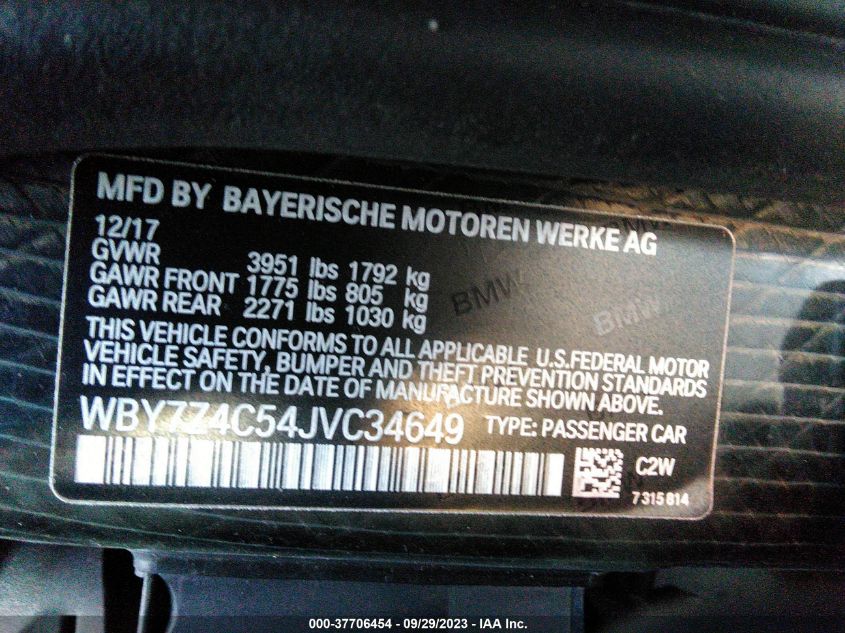 MFD BY BAYERISCHE MOTOREN WERKE AG
12/17
GVWR 3951 lbs 1792 kg
GAWR FRONT 1775 lbs 805 kg
GAWR REAR 2271 lbs 1030 kg
THIS VEHICLE CONFORMS TO ALL APPLICABLE U.S.FEDERAL MOTOR
VEHICLE SAFETY, BUMPER AND THEFT PREVENTION STANDARDS
IN EFFECT ON THE DATE OF MANUFACTURE SHOWN ABOVE.
WBY7Z4C54JVC34649 TYPE: PASSENGER CAR
C2W
7 315 814
BMW
BMW
000-37706454 - 09/29/2023 - IAA Inc.